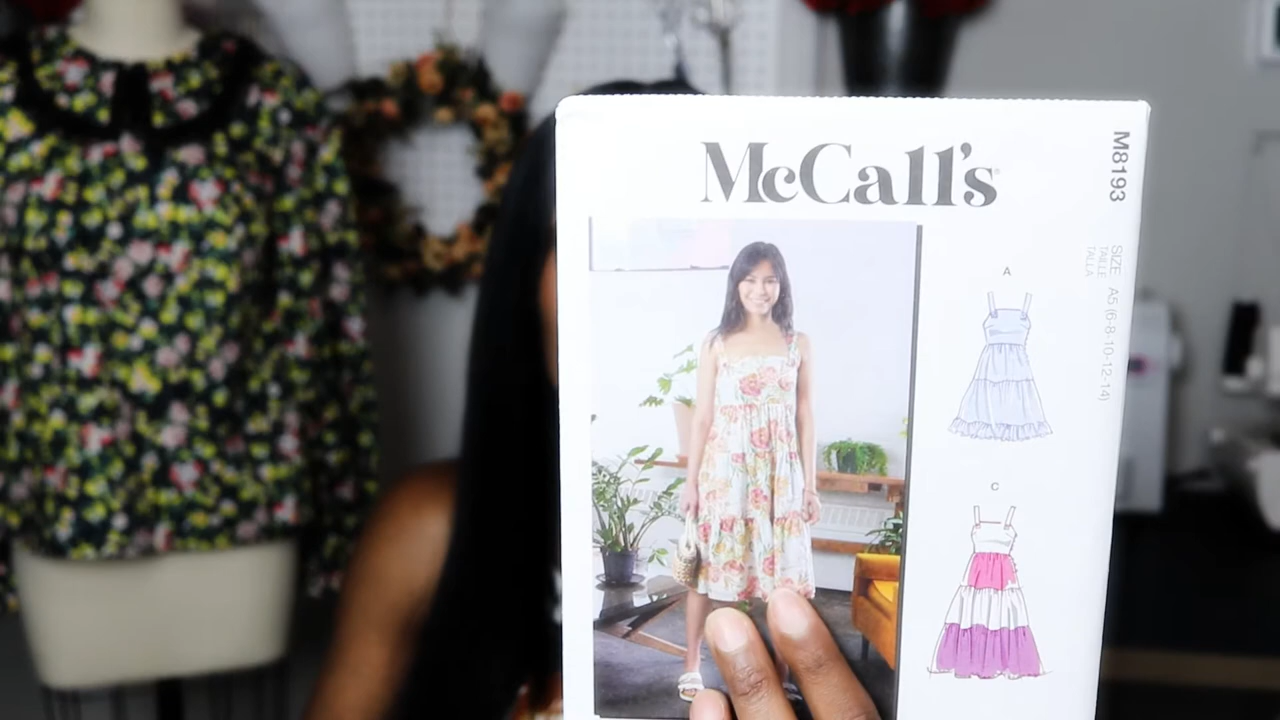 McCall's
M8193
SIZE A5 (6-8-10-12-14)
TAILLE
TALLA
A
C